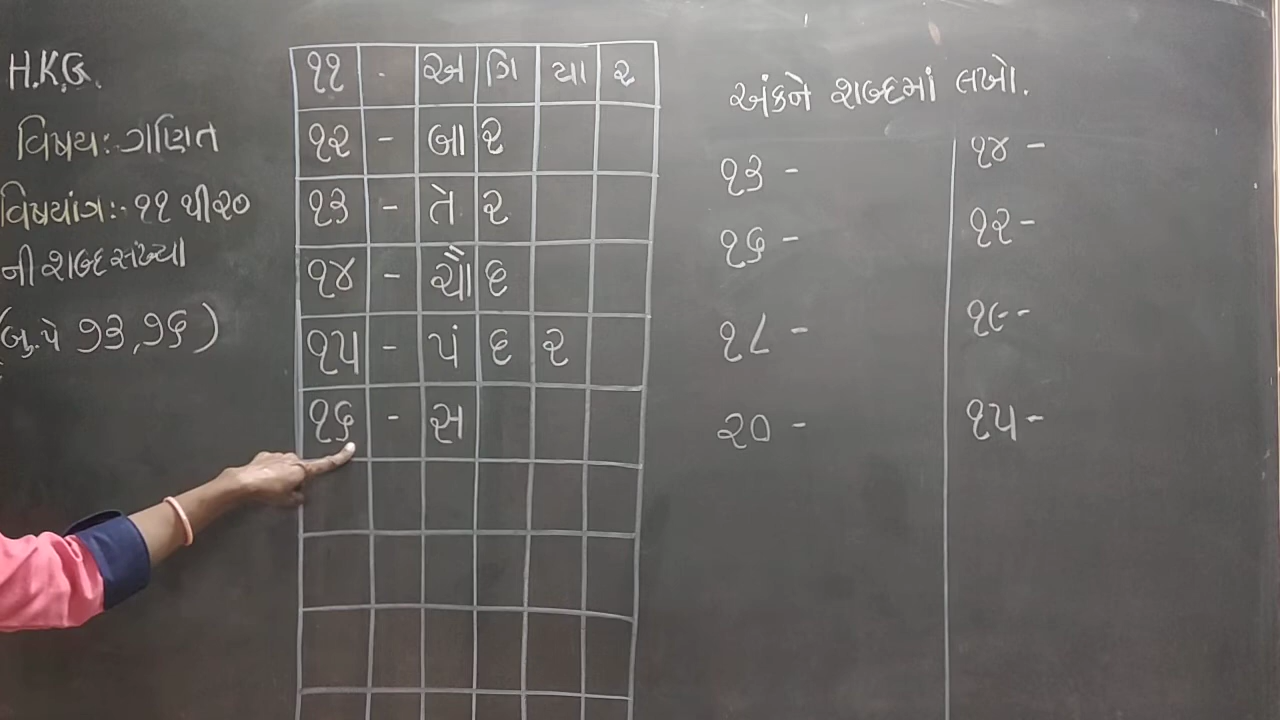 H.K.G.
વિષય:- ગણિત
વિષયાંગ:- ૧૧ થી ૨૦
ની શબ્દ સંખ્યા
(બુ.પે ૭૩,૭૬)
૧૧ - અ ગિ યા ર
૧૨ - બા ર
૧૩ - તે ર
૧૪ - ચૌ દ
૧૫ - પં દ ર
૧૬ - સ
અંકને શબ્દમાં લખો.
૧૩ -
૧૬ -
૧૮ -
૨૦ -
૧૪ -
૧૨ -
૧૯ -
૧૫ -